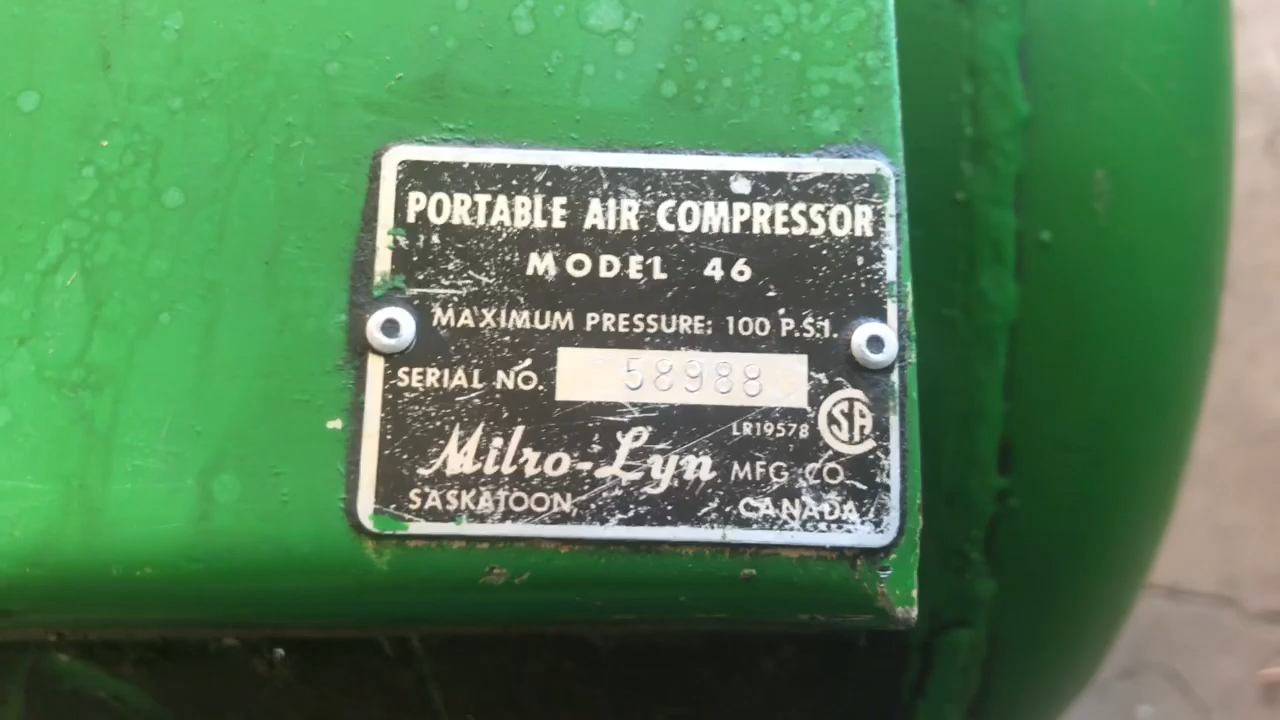 PORTABLE AIR COMPRESSOR
MODEL 46
MAXIMUM PRESSURE: 100 P.S.I.
SERIAL NO. 58988
LR19578 CSA
Milro-Lyn MFG. CO.
SASKATOON, CANADA